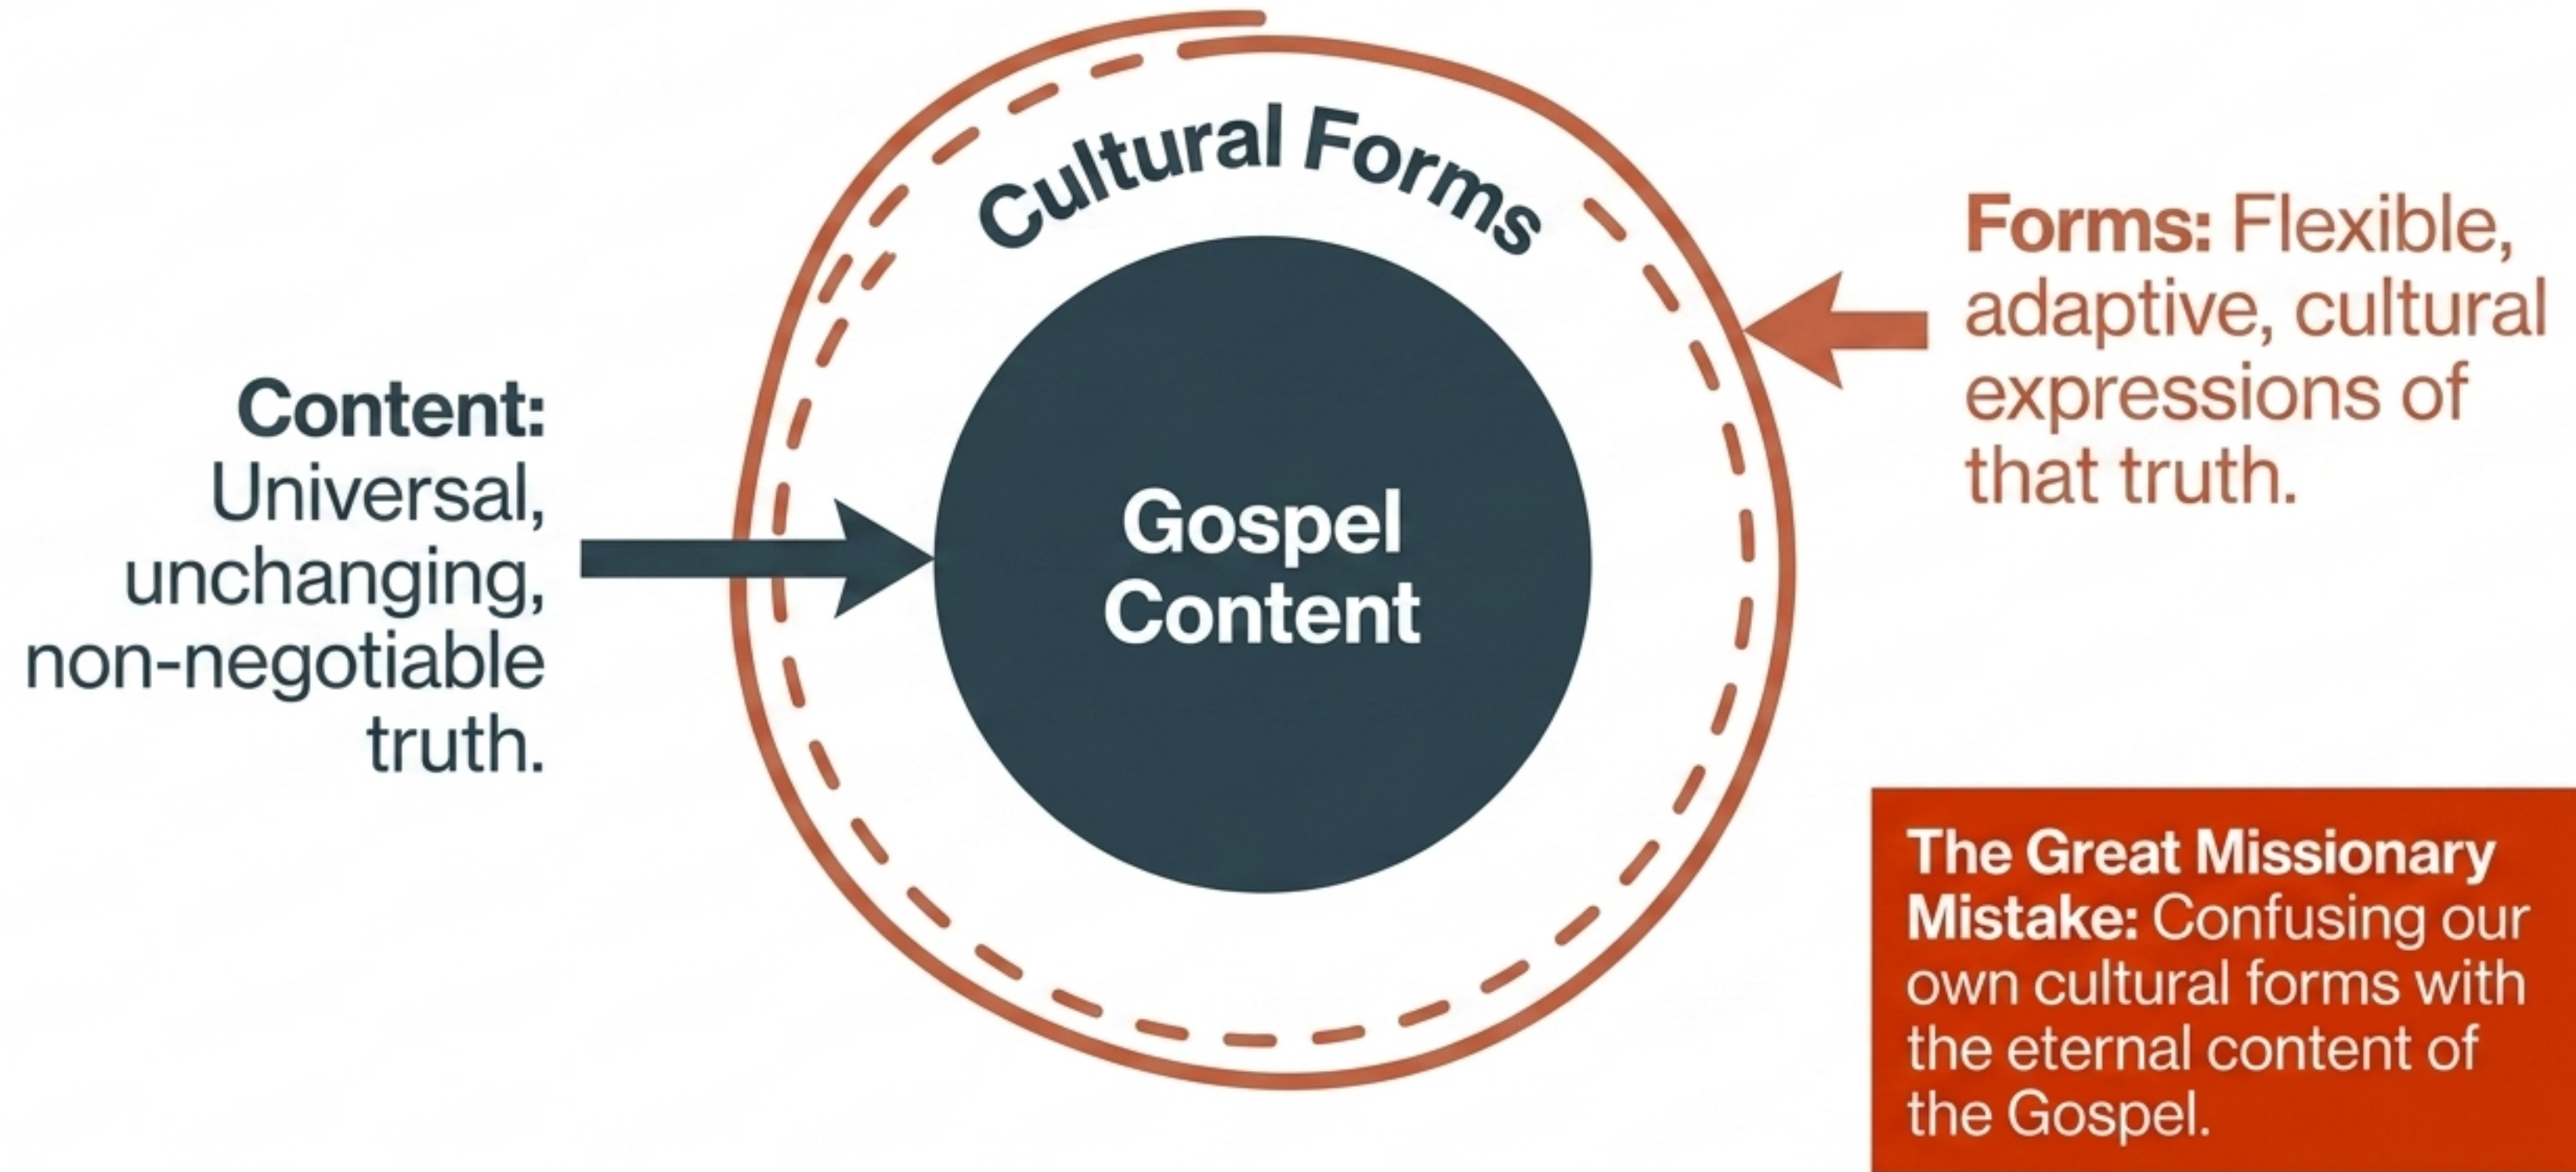 Cultural Forms
Content:
Universal,
unchanging,
non-negotiable
truth.
Gospel
Content
Forms: Flexible,
adaptive, cultural
expressions of
that truth.
The Great Missionary
Mistake: Confusing our
own cultural forms with
the eternal content of
the Gospel.